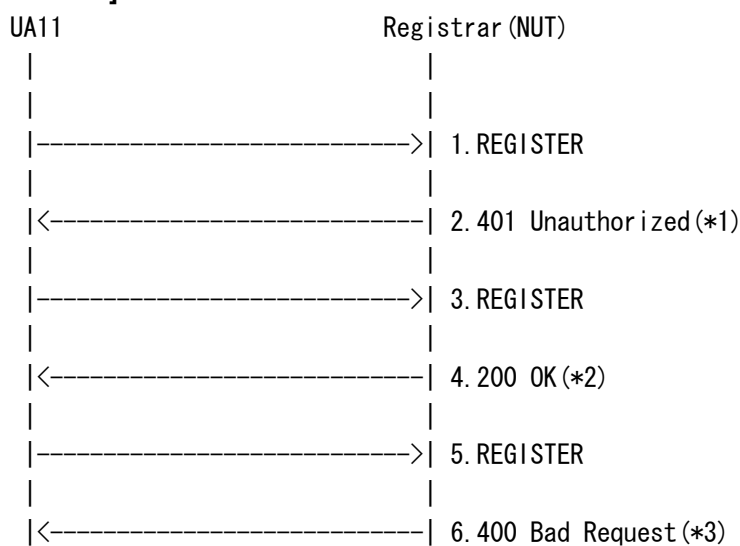 UA11 Registrar(NUT)
1.REGISTER
2.401 Unauthorized(*1)
3.REGISTER
4.200 OK(*2)
5.REGISTER
6.400 Bad Request(*3)